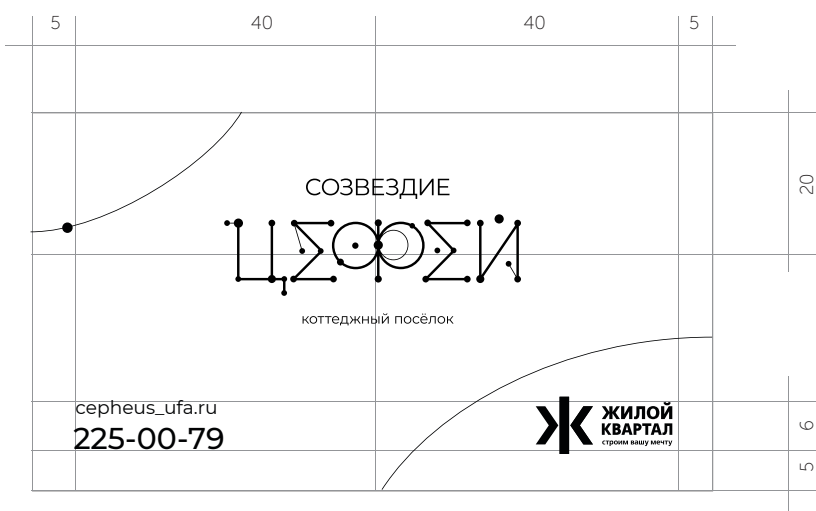 5 40 40 5
СОЗВЕЗДИЕ
20
ЦЕФЕЙ
коттеджный посёлок
cepheus_ufa.ru
225-00-79
ЖИЛОЙ
КВАРТАЛ
строим вашу мечту
6
5